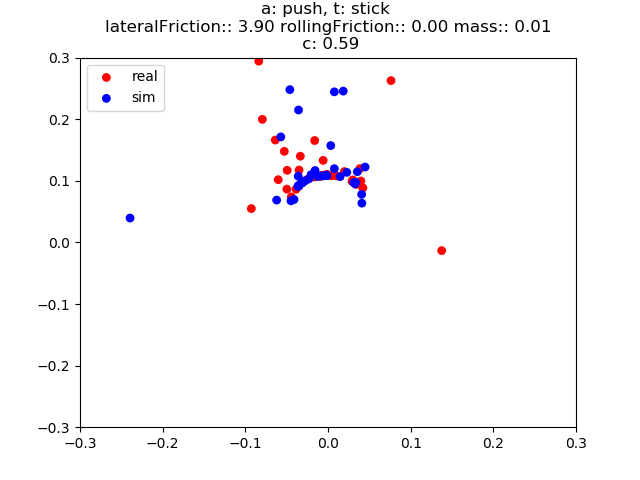 a: push, t: stick
lateralFriction:: 3.90 rollingFriction:: 0.00 mass:: 0.01
c: 0.59
real
sim
0.3
0.2
0.1
0.0
−0.1
−0.2
−0.3
−0.3
−0.2
−0.1
0.0
0.1
0.2
0.3